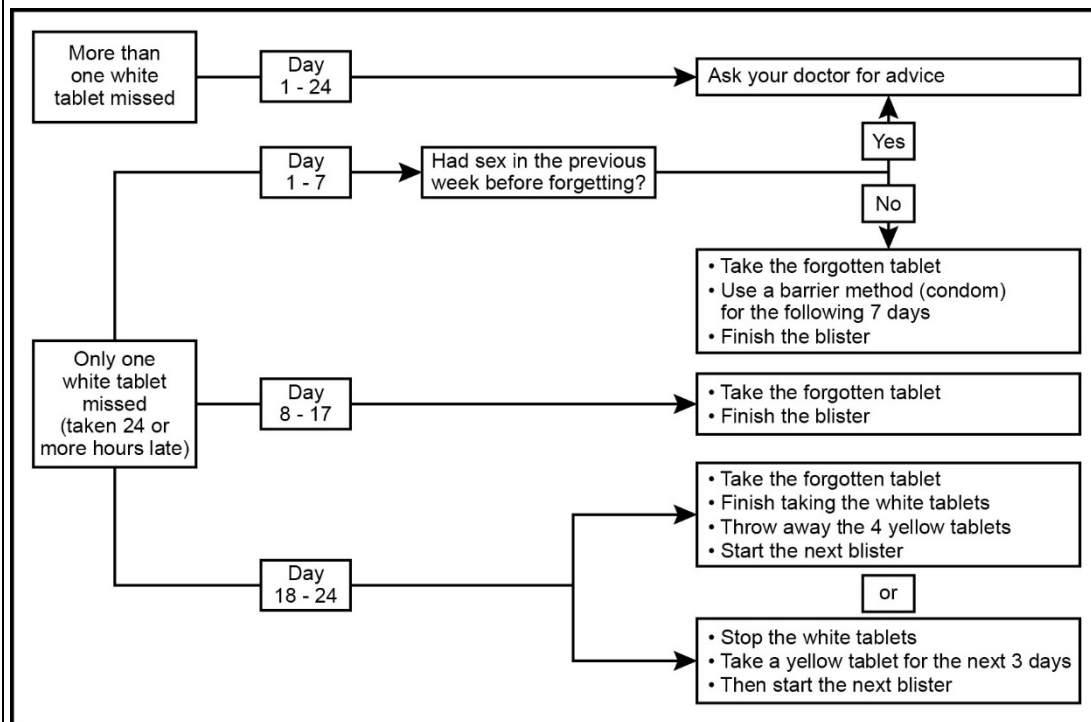 More than
one white
tablet missed
Day
1 - 24
Ask your doctor for advice
Day
1 - 7
Had sex in the previous
week before forgetting?
Yes
No
• Take the forgotten tablet
• Use a barrier method (condom)
for the following 7 days
• Finish the blister
Only one
white tablet
missed
(taken 24 or
more hours late)
Day
8 - 17
• Take the forgotten tablet
• Finish the blister
Day
18 - 24
• Take the forgotten tablet
• Finish taking the white tablets
• Throw away the 4 yellow tablets
• Start the next blister
or
• Stop the white tablets
• Take a yellow tablet for the next 3 days
• Then start the next blister